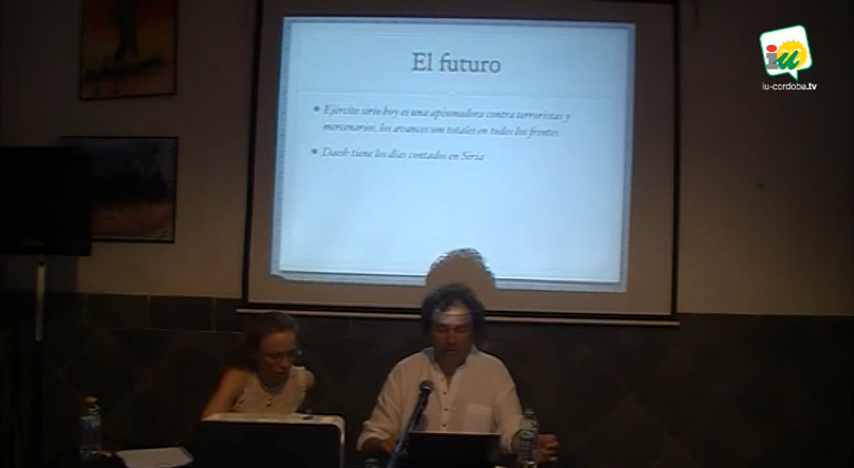 El futuro
Ejército sirio hoy es una apisonadora contra terroristas y
mercenarios, los avances son totales en todos los frentes
Daesh tiene los días contados en Siria
iu
iu-cordoba.tv